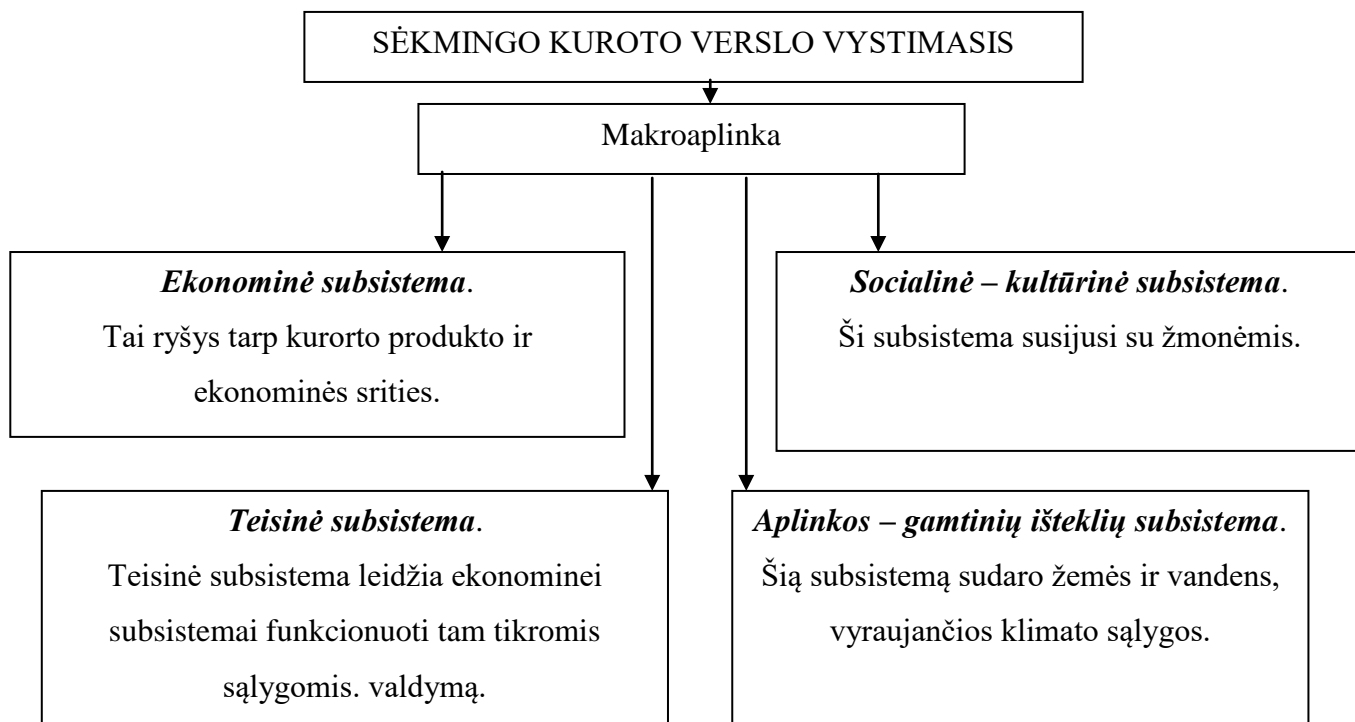 SĖKMINGO KUROTO VERSLO VYSTIMASIS
Makroaplinka
Ekonominė subsistema.
Tai ryšys tarp kurorto produkto ir
ekonominės srities.
Socialinė – kultūrinė subsistema.
Ši subsistema susijusi su žmonėmis.
Teisinė subsistema.
Teisinė subsistema leidžia ekonominei
subsistemai funkcionuoti tam tikromis
sąlygomis. valdymą.
Aplinkos – gamtinių išteklių subsistema.
Šią subsistemą sudaro žemės ir vandens,
vyraujančios klimato sąlygos.